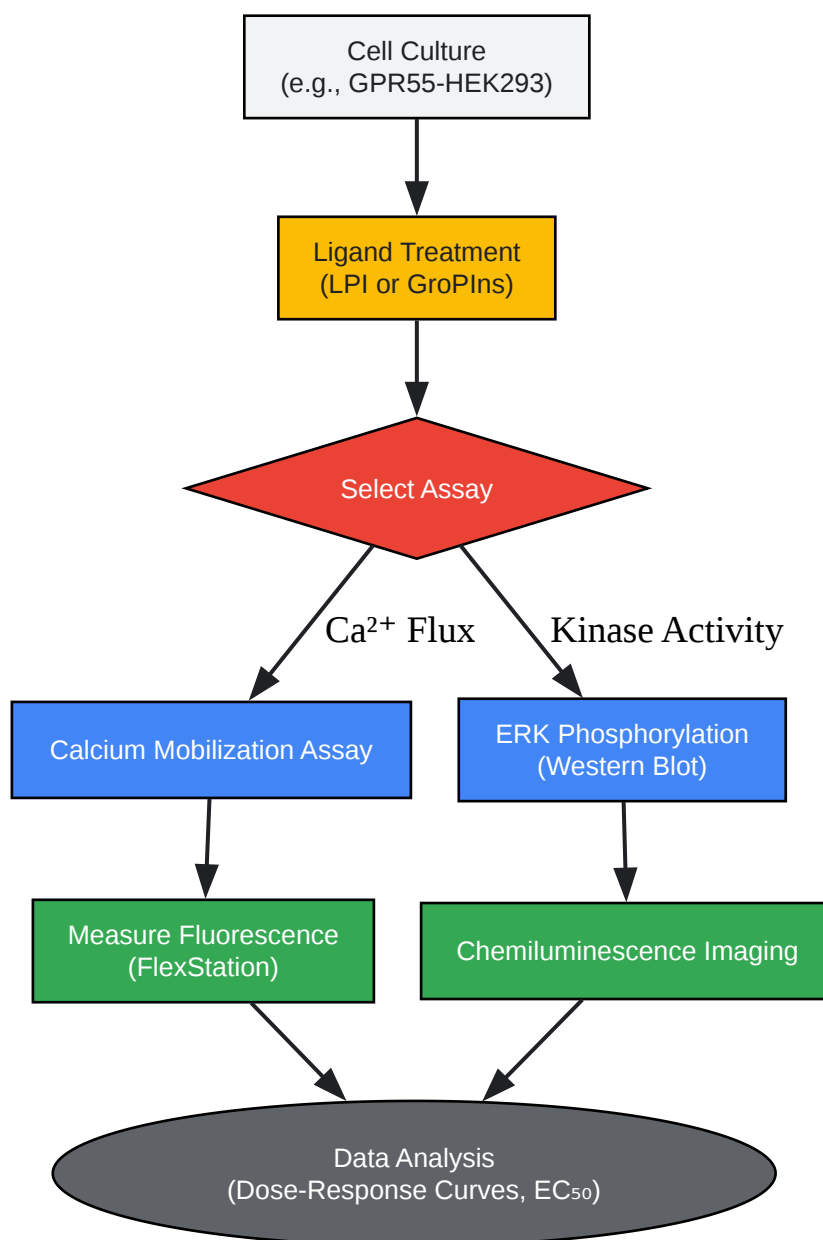 Cell Culture
(e.g., GPR55-HEK293)
Ligand Treatment
(LPI or GroPIns)
Select Assay
Ca²⁺ Flux
Kinase Activity
Calcium Mobilization Assay
ERK Phosphorylation
(Western Blot)
Measure Fluorescence
(FlexStation)
Chemiluminescence Imaging
Data Analysis
(Dose-Response Curves, EC₅₀)